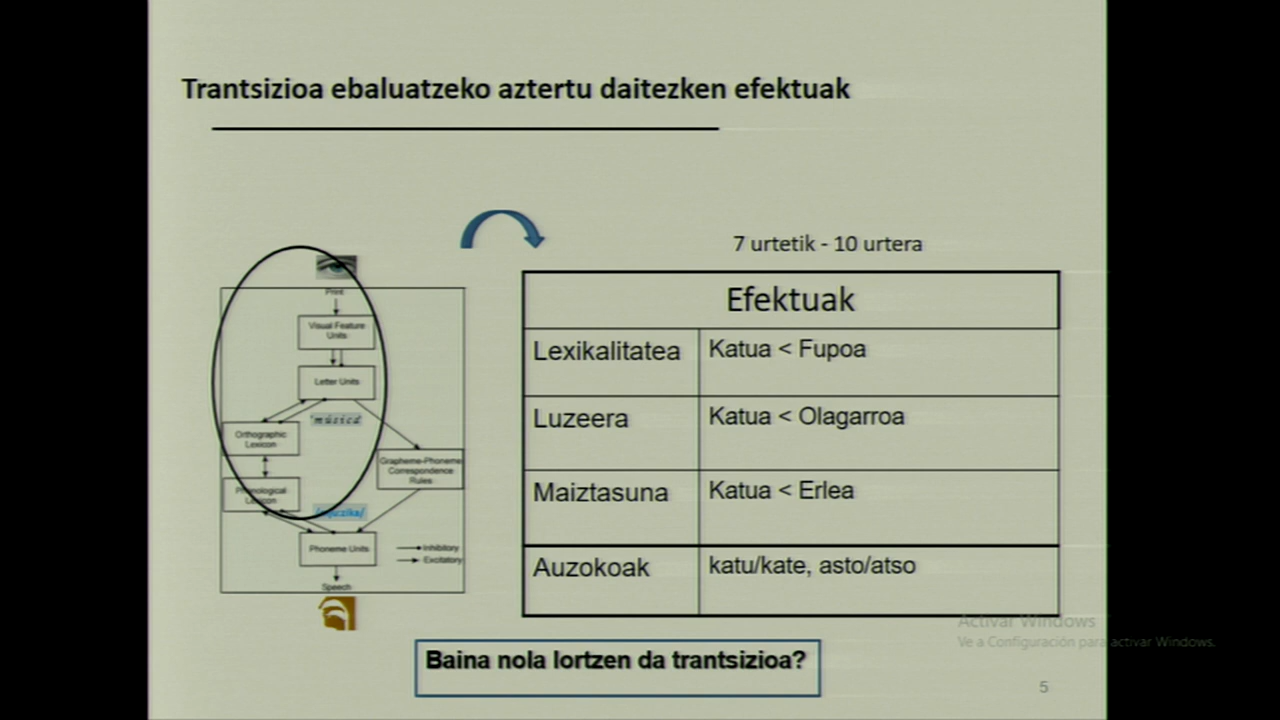 Trantsizioa ebaluatzeko aztertu daitezken efektuak
7 urtetik - 10 urtera
Print
Visual Feature
Units
Letter Units
'música'
Orthographic
Lexicon
Grapheme-Phoneme
Correspondence
Rules
Phonological
Lexicon
Phoneme Units
Inhibitory
Excitatory
Speech
Efektuak
Lexikalitatea Katua < Fupoa
Luzeera Katua < Olagarroa
Maiztasuna Katua < Erlea
Auzokoak katu/kate, asto/atso
Baina nola lortzen da trantsizioa?
Activar Windows
Ve a Configuración para activar Windows.
5